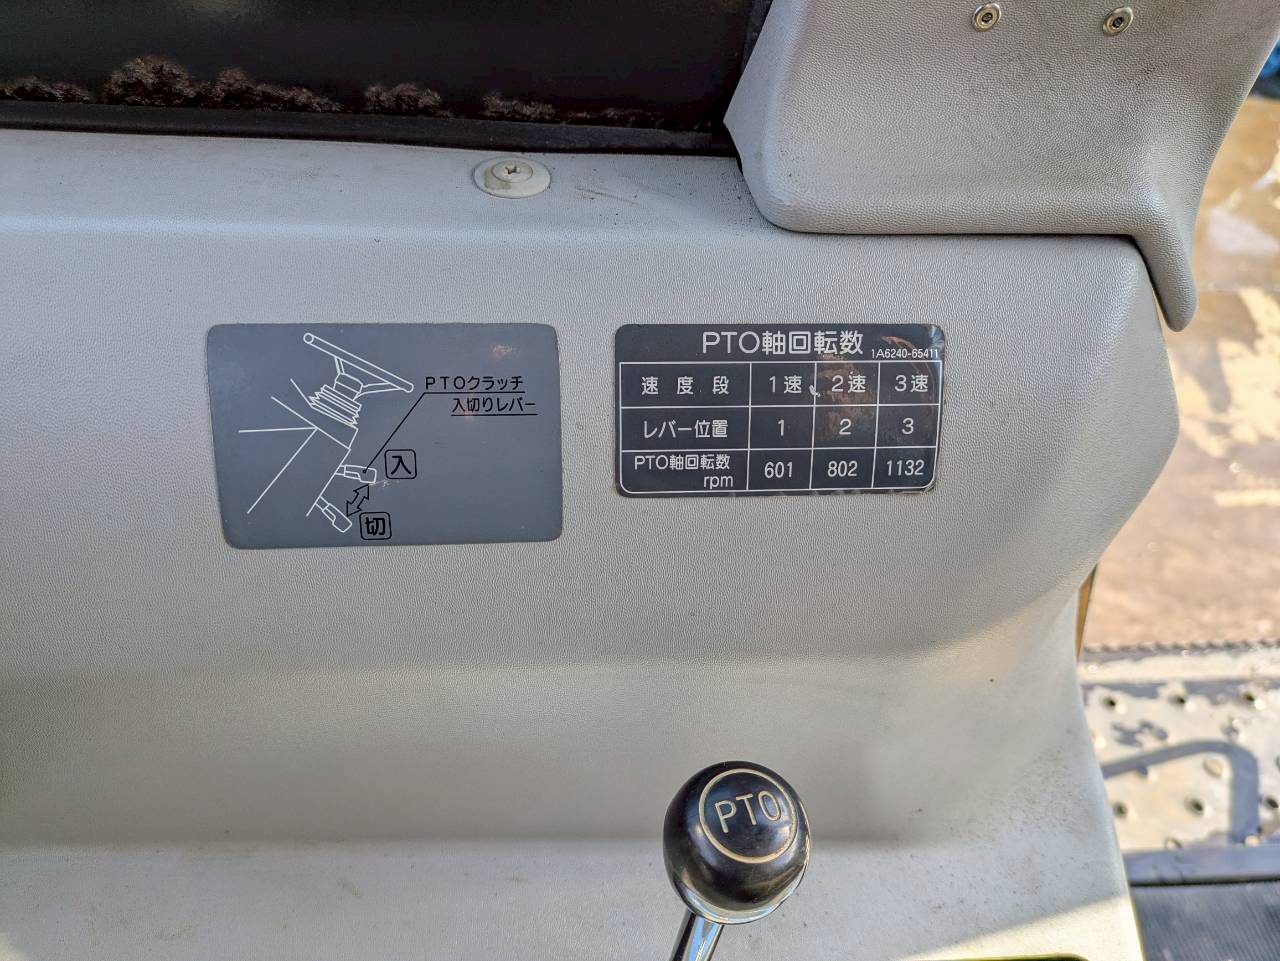 PTOクラッチ
入切りレバー
入
切
PTO軸回転数 1A6240-65411
速度段 1速 2速 3速
レバー位置 1 2 3
PTO軸回転数 rpm 601 802 1132
PTO